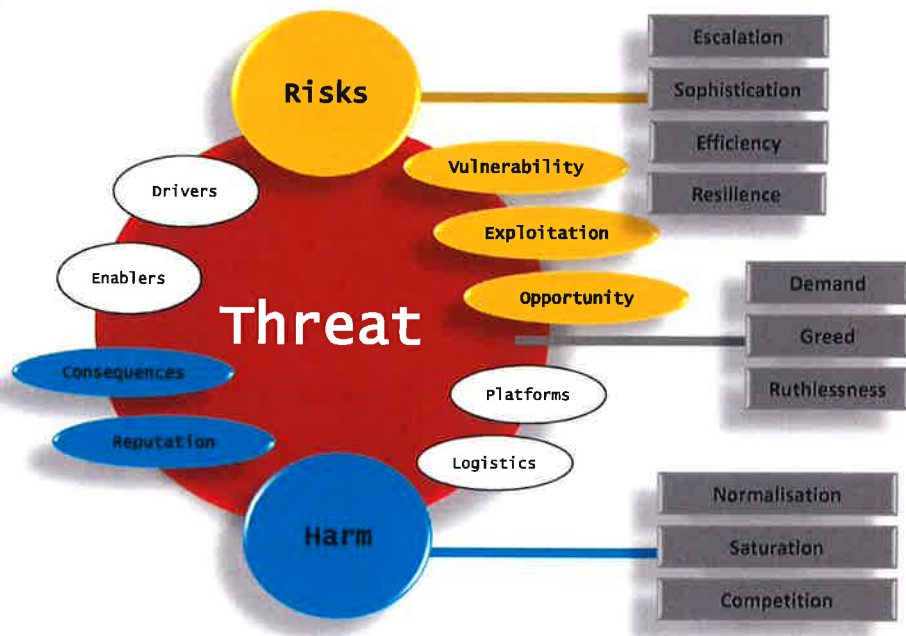 Risks
Escalation
Sophistication
Efficiency
Resilience
Vulnerability
Drivers
Exploitation
Enablers
Opportunity
Threat
Demand
Greed
Ruthlessness
Consequences
Platforms
Reputation
Logistics
Harm
Normalisation
Saturation
Competition